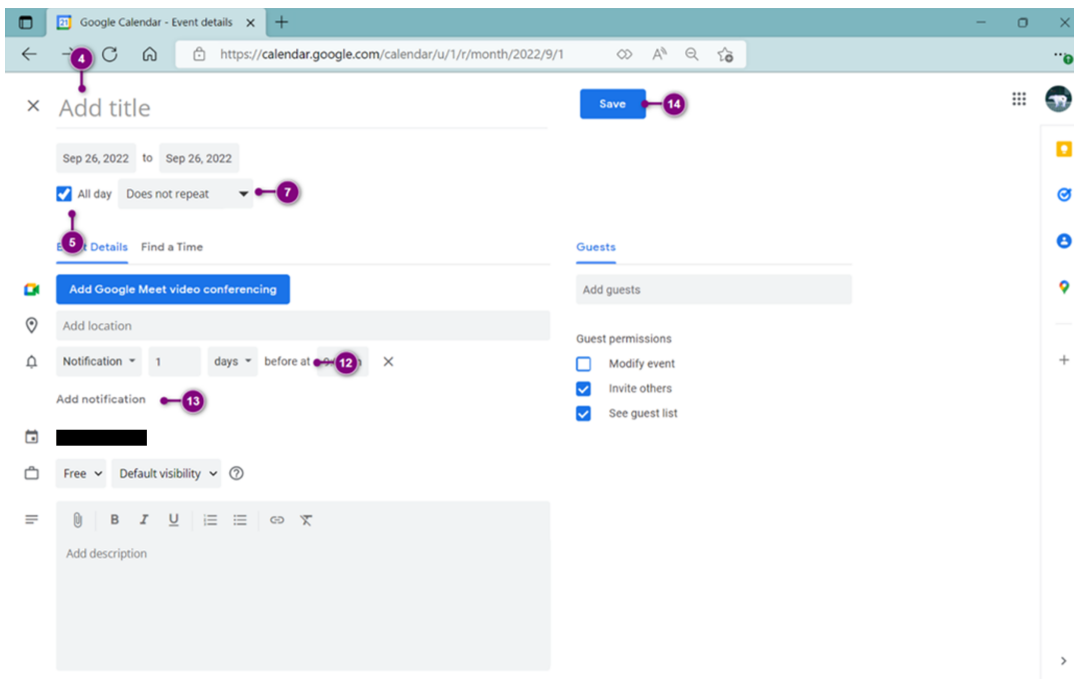 Google Calendar - Event details
https://calendar.google.com/calendar/u/1/r/month/2022/9/1
4
Add title
Save
14
Sep 26, 2022 to Sep 26, 2022
All day Does not repeat
7
5
Details Find a Time
Guests
Add Google Meet video conferencing
Add guests
Add location
Guest permissions
Notification 1 days before at
12
Modify event
Invite others
Add notification
13
See guest list
Free Default visibility
B I U
Add description